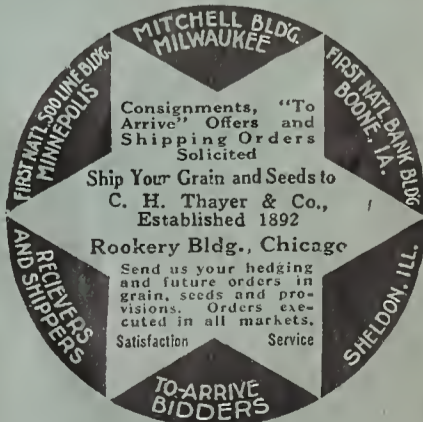 MITCHELL BLD'G.
MILWAUKEE
FIRST NAT'L SOO LINE BLDG.
MINNEPOLIS
FIRST NAT'L BANK BLDG
BOONE, IA.
Consignments, "To
Arrive" Offers and
Shipping Orders
Solicited
Ship Your Grain and Seeds to
C. H. Thayer & Co.,
Established 1892
Rookery Bldg., Chicago
Send us your hedging
and future orders in
grain, seeds and pro-
visions. Orders exe-
cuted in all markets.
Satisfaction Service
RECIEVERS
AND SHIPPERS
SHELDON, ILL.
TO-ARRIVE
BIDDERS